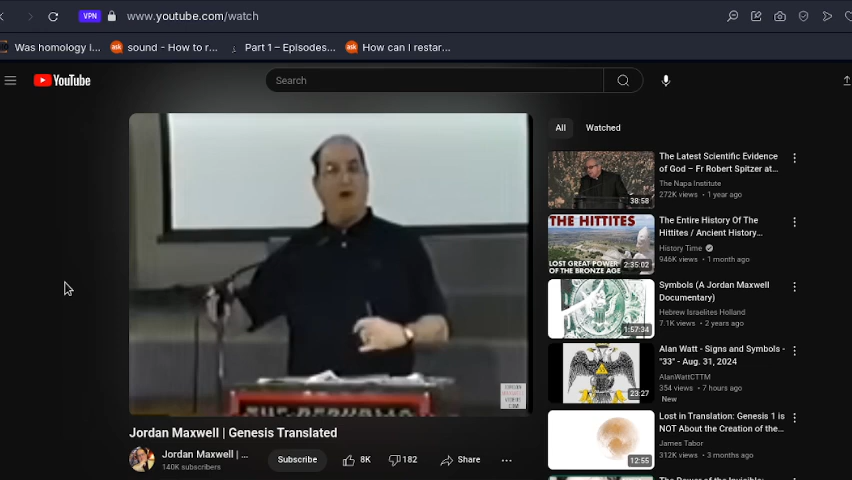 VPN
www.youtube.com/watch
Was homology l...
ask
sound - How to r...
Part 1 – Episodes...
ask
How can I restar...
YouTube
Search
All
Watched
The Latest Scientific Evidence
of God – Fr Robert Spitzer at...
The Napa Institute
272K views • 1 year ago
38:58
THE HITTITES
LOST GREAT POWER
OF THE BRONZE AGE
2:35:02
The Entire History Of The
Hittites / Ancient History...
History Time
946K views • 1 month ago
Symbols (A Jordan Maxwell
Documentary)
Hebrew Israelites Holland
7.1K views • 2 years ago
1:57:34
Alan Watt - Signs and Symbols -
"33" - Aug. 31, 2024
AlanWattCTTM
354 views • 7 hours ago
New
23:27
Lost in Translation: Genesis 1 is
NOT About the Creation of the...
James Tabor
312K views • 3 months ago
12:55
Jordan Maxwell | Genesis Translated
Jordan Maxwell | ...
140K subscribers
Subscribe
8K
182
Share